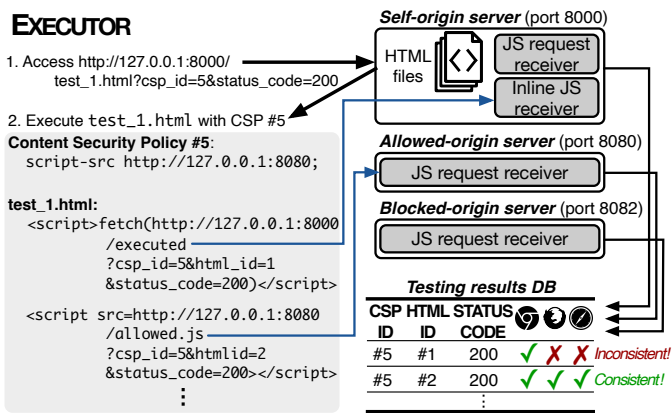 EXECUTOR
1. Access http://127.0.0.1:8000/
test_1.html?csp_id=5&status_code=200
2. Execute test_1.html with CSP #5
Content Security Policy #5:
script-src http://127.0.0.1:8080;
test_1.html:
<script>fetch(http://127.0.0.1:8000
/executed
?csp_id=5&html_id=1
&status_code=200)</script>
<script src=http://127.0.0.1:8080
/allowed.js
?csp_id=5&htmlid=2
&status_code=200></script>
⋮
Self-origin server (port 8000)
HTML
files
JS request
receiver
Inline JS
receiver
Allowed-origin server (port 8080)
JS request receiver
Blocked-origin server (port 8082)
JS request receiver
Testing results DB
CSP HTML STATUS
ID ID CODE
#5 #1 200 ✓ ✗ ✗ Inconsistent!
#5 #2 200 ✓ ✓ ✓ Consistent!
⋮